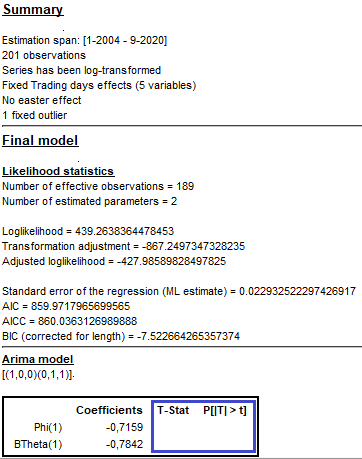 Summary
Estimation span: [1-2004 - 9-2020]
201 observations
Series has been log-transformed
Fixed Trading days effects (5 variables)
No easter effect
1 fixed outlier
Final model
Likelihood statistics
Number of effective observations = 189
Number of estimated parameters = 2
Loglikelihood = 439.2638364478453
Transformation adjustment = -867.2497347328235
Adjusted loglikelihood = -427.98589828497825
Standard error of the regression (ML estimate) = 0.022932522297426917
AIC = 859.9717965699565
AICC = 860.0363126989888
BIC (corrected for length) = -7.522664265357374
Arima model
[(1,0,0)(0,1,1)].
Coefficients T-Stat P[|T| > t]
Phi(1) -0,7159
BTheta(1) -0,7842